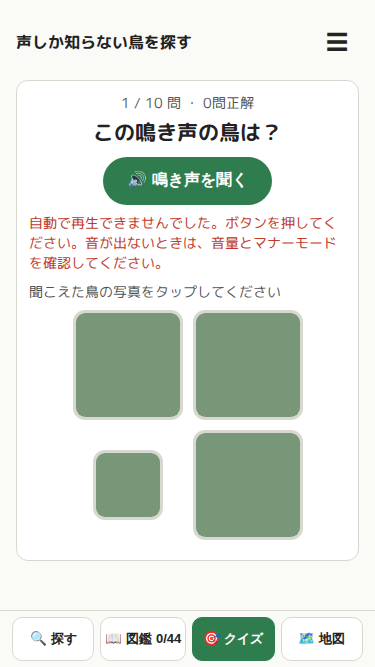 声しか知らない鳥を探す
1 / 10 問 ・ 0問正解
この鳴き声の鳥は？
🔊 鳴き声を聞く
自動で再生できませんでした。ボタンを押してく
ださい。音が出ないときは、音量とマナーモード
を確認してください。
聞こえた鳥の写真をタップしてください
🔍 探す
📖 図鑑 0/44
🎯 クイズ
🗺️ 地図